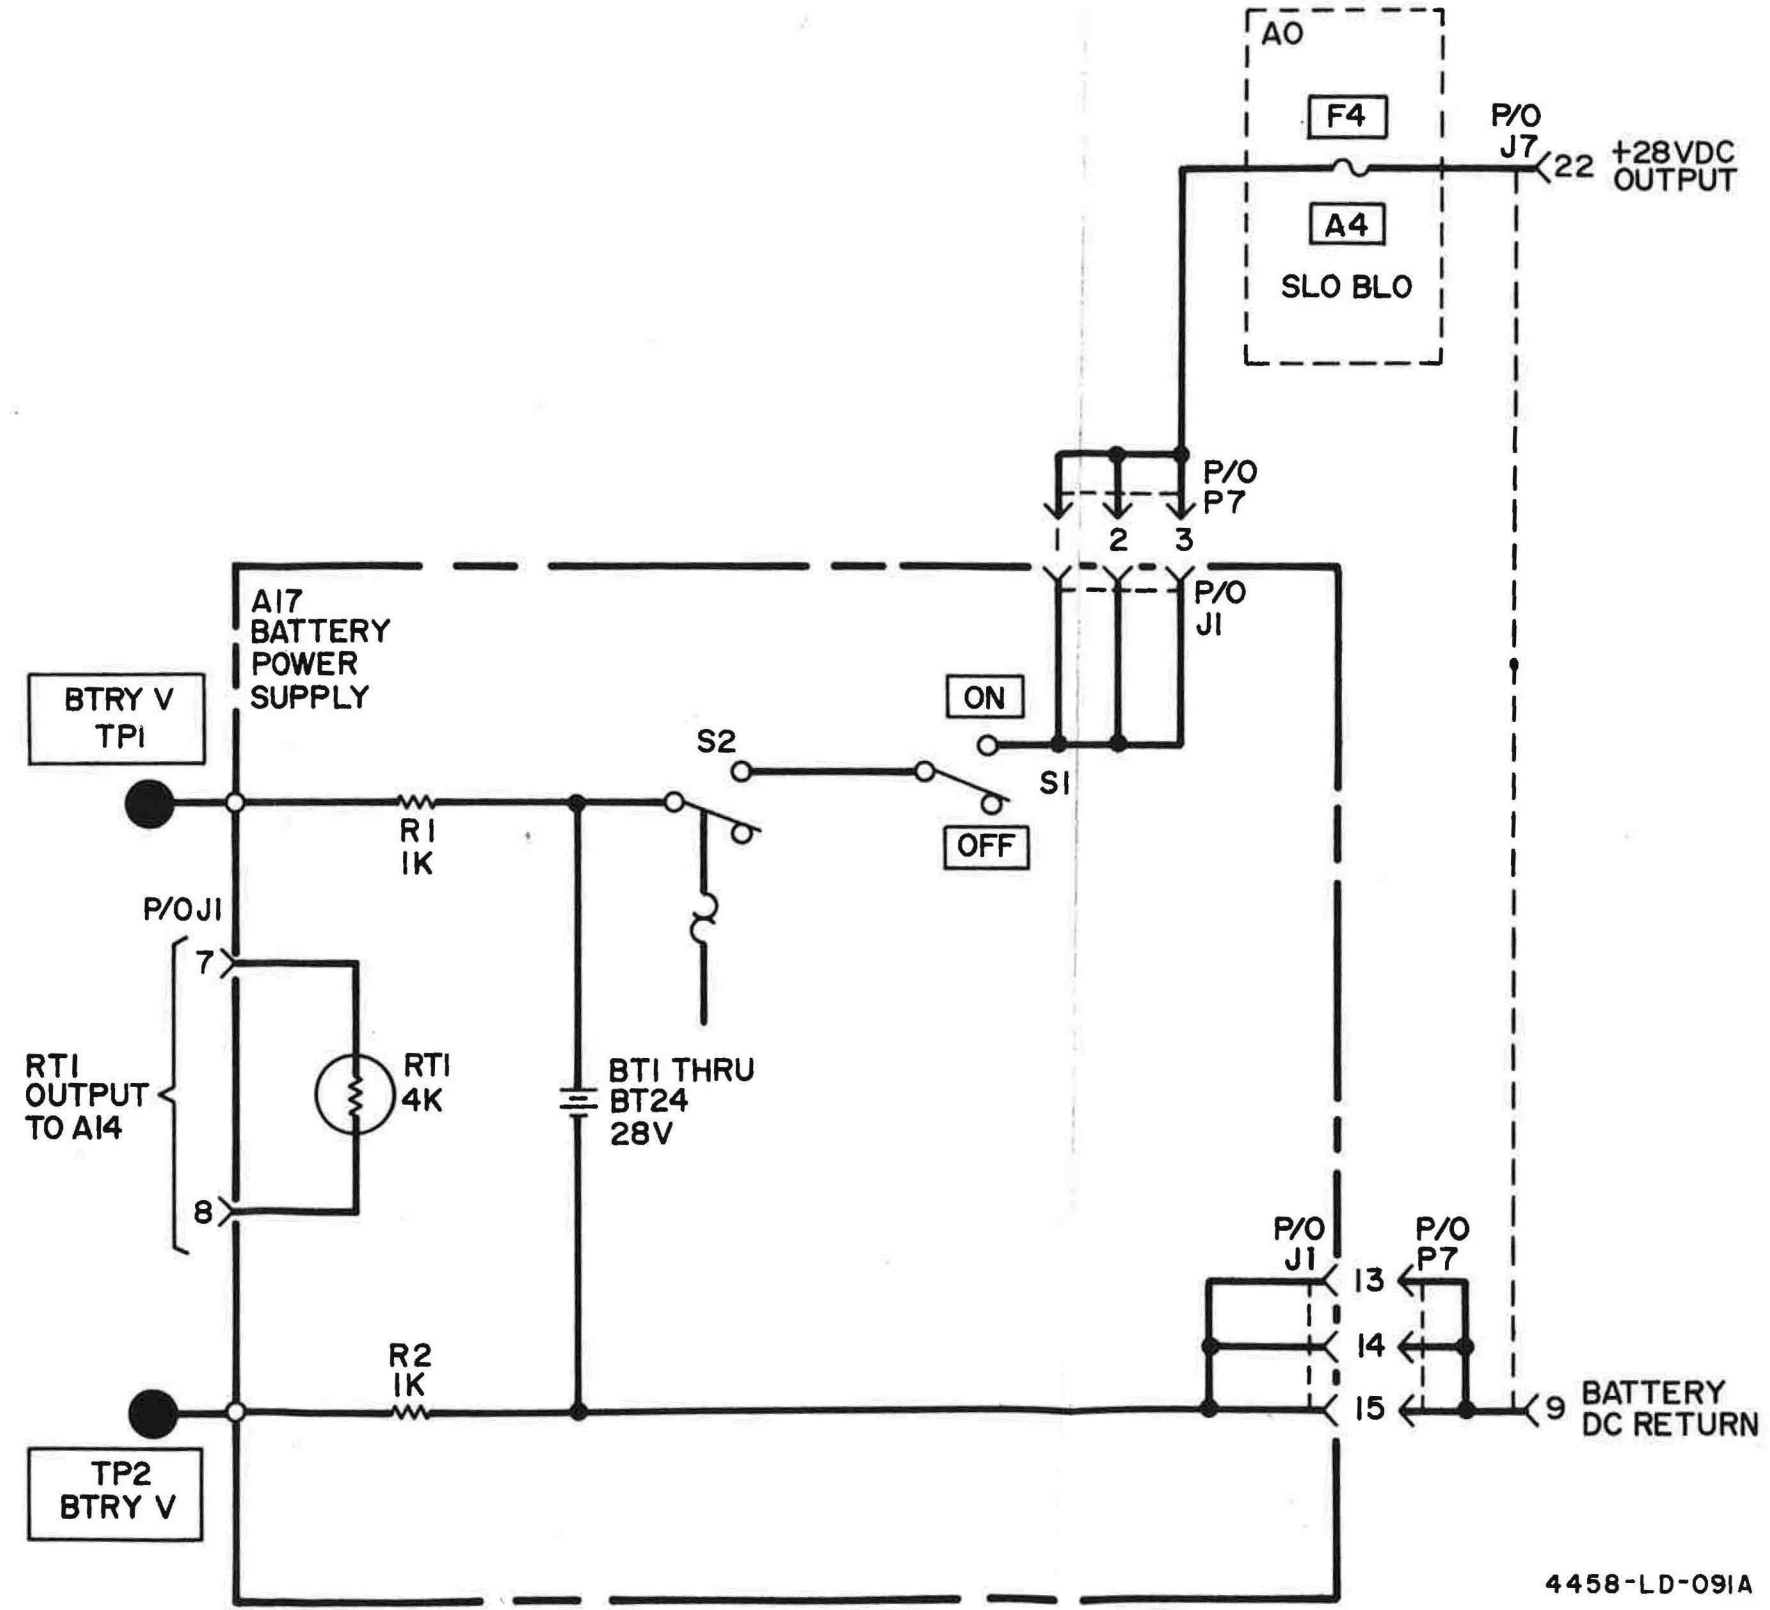 A0
F4
P/O
J7
22
+28VDC
OUTPUT
A4
SLO BLO
P/O
P7
1
2
3
P/O
J1
A17
BATTERY
POWER
SUPPLY
BTRY V
TP1
ON
S2
S1
OFF
R1
1K
P/O J1
7
RT1
OUTPUT
TO A14
RT1
4K
BT1 THRU
BT24
28V
8
P/O
J1
P/O
P7
13
14
15
9
BATTERY
DC RETURN
R2
1K
TP2
BTRY V
4458-LD-091A